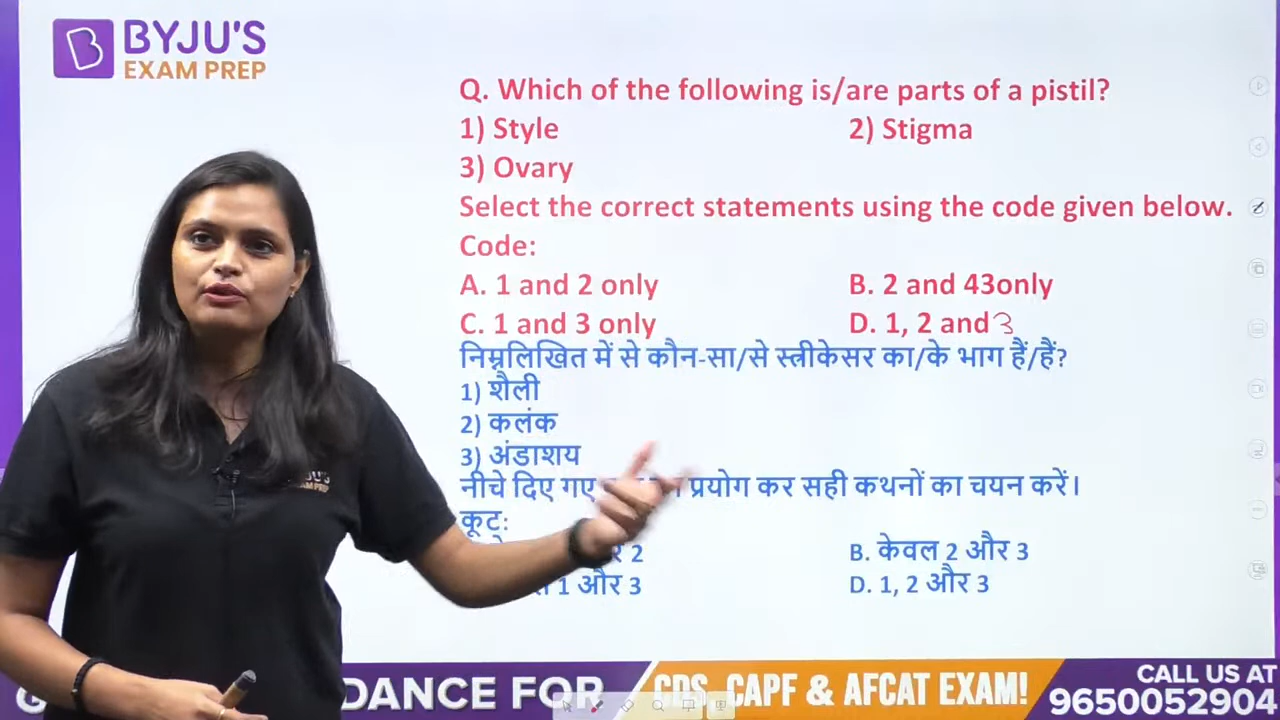 BYJU'S
EXAM PREP
Q. Which of the following is/are parts of a pistil?
1) Style 2) Stigma
3) Ovary
Select the correct statements using the code given below.
Code:
A. 1 and 2 only B. 2 and 43only
C. 1 and 3 only D. 1, 2 and 3
निम्नलिखित में से कौन-सा/से स्त्रीकेसर का/के भाग हैं/हैं?
1) शैली
2) कलंक
3) अंडाशय
नीचे दिए गए प्रयोग कर सही कथनों का चयन करें।
कूट:
2 B. केवल 2 और 3
1 और 3 D. 1, 2 और 3
FOR CDS, CAPF & AFCAT EXAM!
CALL US AT
9650052904